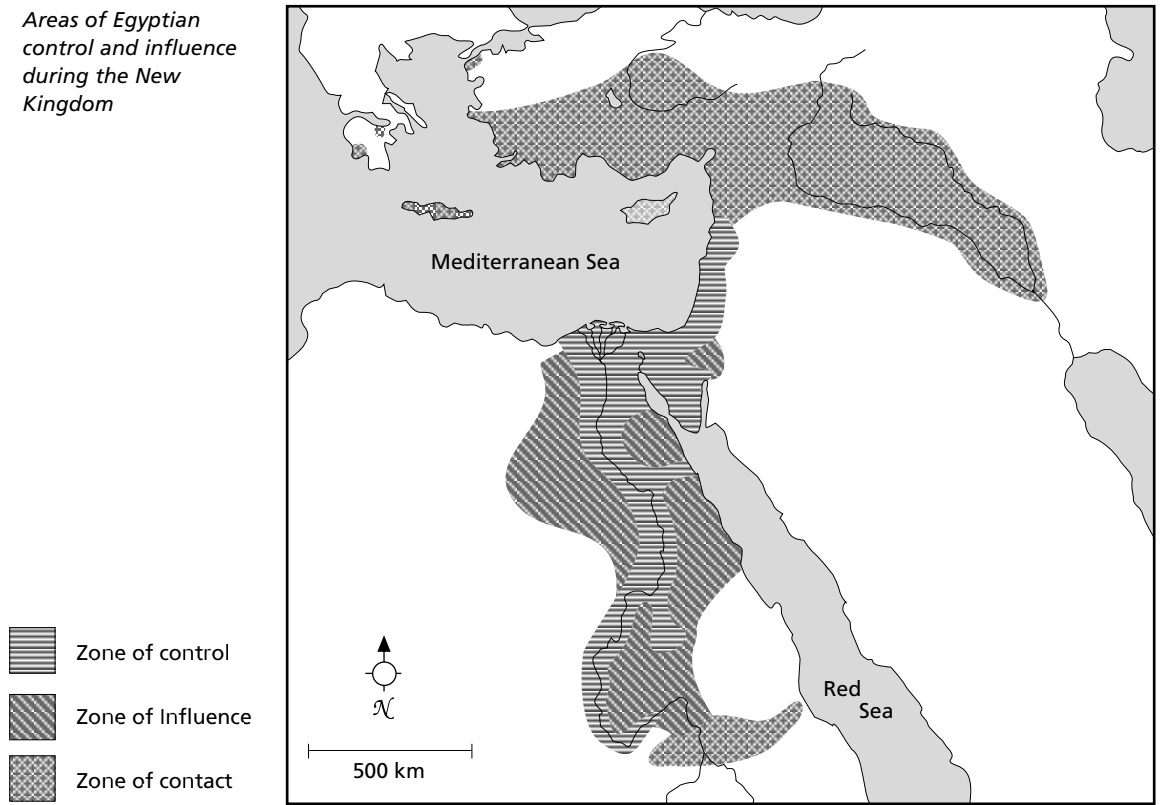 Areas of Egyptian
control and influence
during the New
Kingdom
Mediterranean Sea
Red
Sea
N
500 km
Zone of control
Zone of Influence
Zone of contact